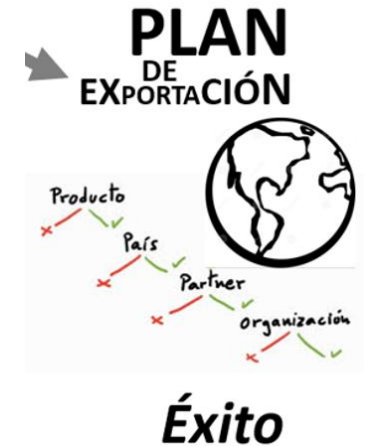 PLAN
DE
EXPORTACIÓN
Producto
País
Partner
organización
Éxito